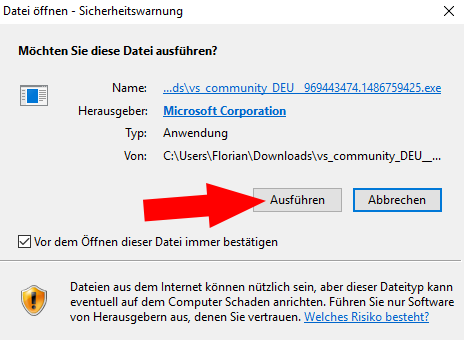 Datei öffnen - Sicherheitswarnung
Möchten Sie diese Datei ausführen?
Name: ...ds\vs_community_DEU__969443474.1486759425.exe
Herausgeber: Microsoft Corporation
Typ: Anwendung
Von: C:\Users\Florian\Downloads\vs_community_DEU__...
Ausführen Abbrechen
Vor dem Öffnen dieser Datei immer bestätigen
Dateien aus dem Internet können nützlich sein, aber dieser Dateityp kann
eventuell auf dem Computer Schaden anrichten. Führen Sie nur Software
von Herausgebern aus, denen Sie vertrauen. Welches Risiko besteht?